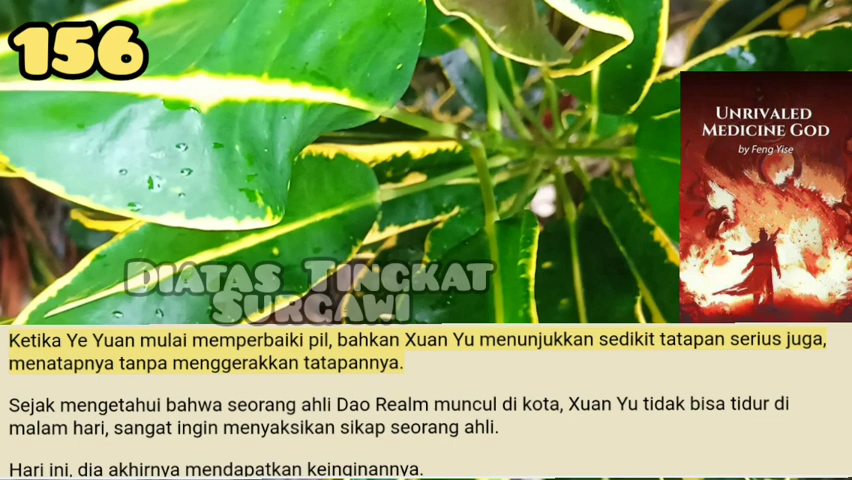 156
UNRIVALED
MEDICINE GOD
by Feng Yise
DIATAS TINGKAT
SURGAWI
Ketika Ye Yuan mulai memperbaiki pil, bahkan Xuan Yu menunjukkan sedikit tatapan serius juga,
menatapnya tanpa menggerakkan tatapannya.
Sejak mengetahui bahwa seorang ahli Dao Realm muncul di kota, Xuan Yu tidak bisa tidur di
malam hari, sangat ingin menyaksikan sikap seorang ahli.
Hari ini, dia akhirnya mendapatkan keinginannya.